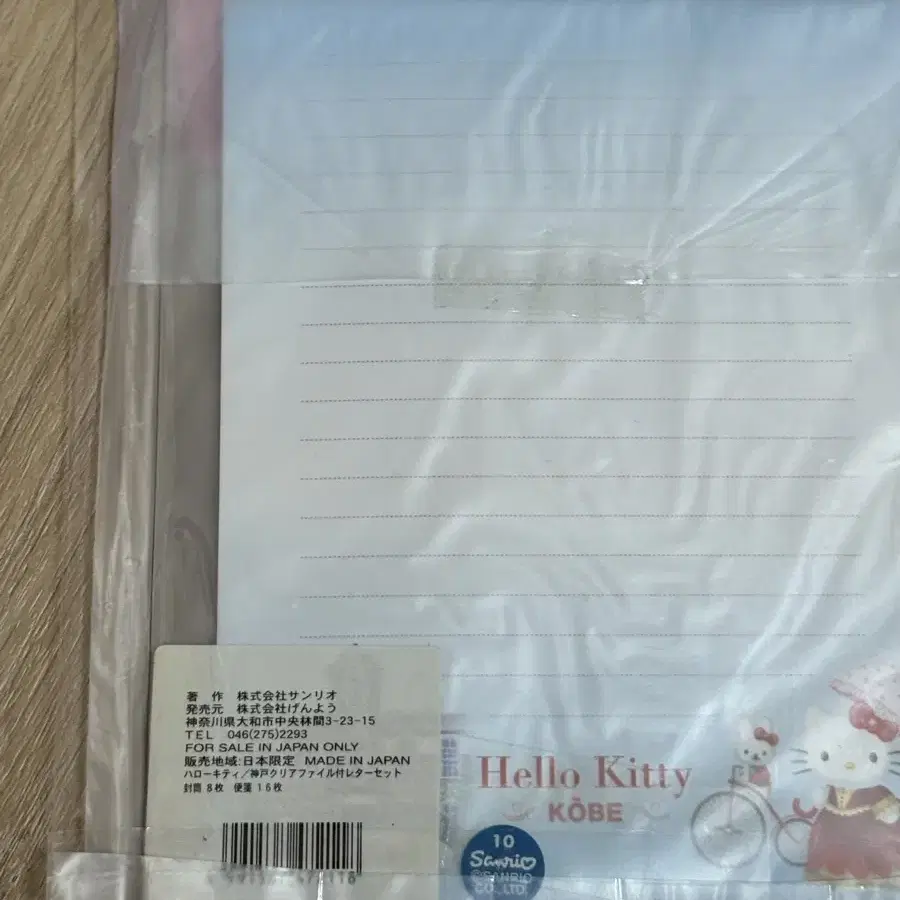 著　作　株式会社サンリオ
発売元　株式会社げんよう
神奈川県大和市中央林間3-23-15
TEL　046(275)2293
FOR SALE IN JAPAN ONLY
販売地域:日本限定　MADE IN JAPAN
ハローキティ／神戸クリアファイル付レターセット
封筒 8枚　便箋 16枚
Hello Kitty
KŌBE
10
Sanrio
©SANRIO
CO.,LTD.